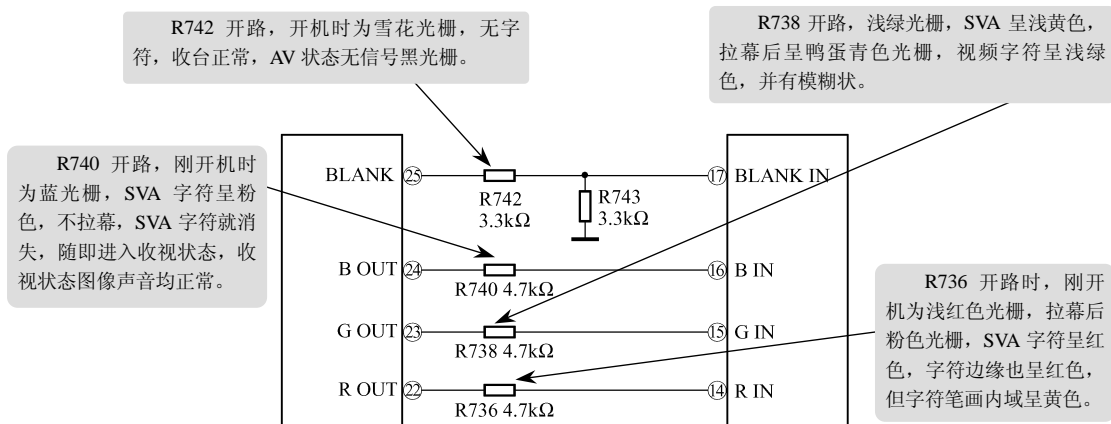 R742 开路，开机时为雪花光栅，无字
符，收台正常，AV 状态无信号黑光栅。
R738 开路，浅绿光栅，SVA 呈浅黄色，
拉幕后呈鸭蛋青色光栅，视频字符呈浅绿
色，并有模糊状。
R740 开路，刚开机时
为蓝光栅，SVA 字符呈粉
色，不拉幕，SVA 字符就消
失，随即进入收视状态，收
视状态图像声音均正常。
BLANK ㉕ ⑰ BLANK IN
R742 R743
3.3kΩ 3.3kΩ
B OUT ㉔ ⑯ B IN
R740 4.7kΩ
G OUT ㉓ ⑮ G IN
R738 4.7kΩ
R OUT ㉒ ⑭ R IN
R736 4.7kΩ
R736 开路时，刚开
机为浅红色光栅，拉幕后
粉色光栅，SVA 字符呈红
色，字符边缘也呈红色，
但字符笔画内域呈黄色。